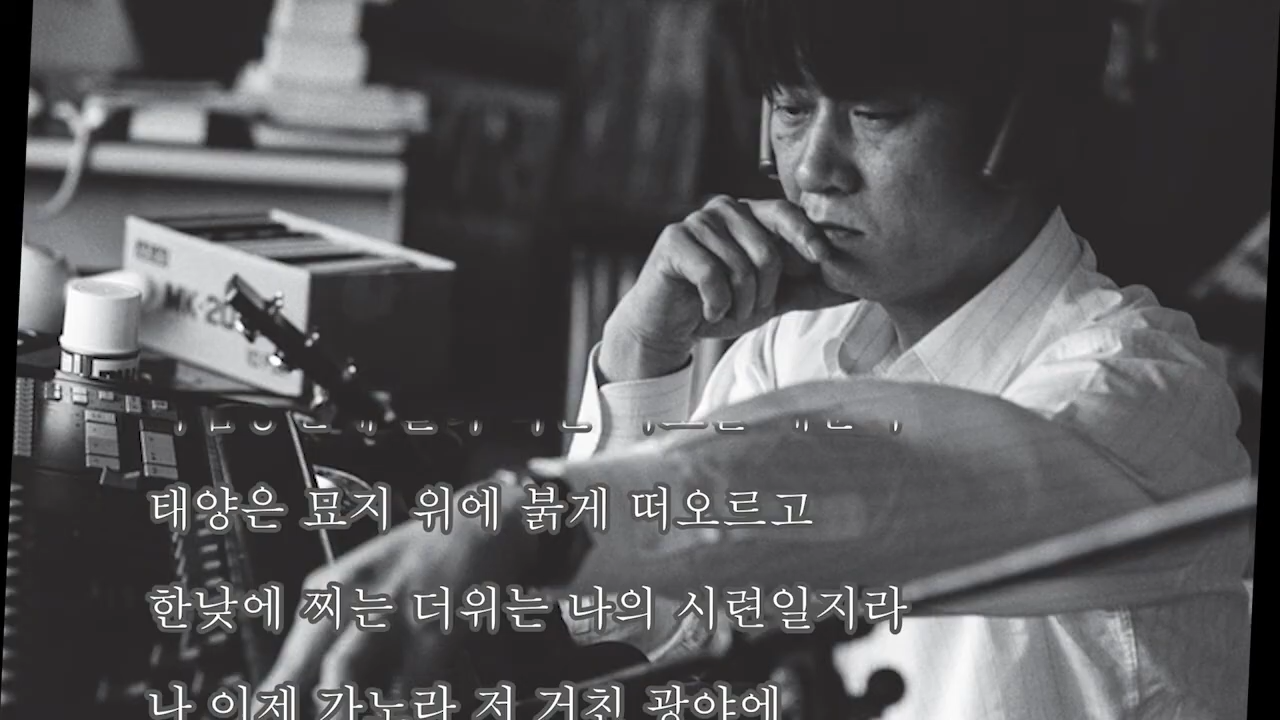 MK-20
태양은 묘지 위에 붉게 떠오르고
한낮에 찌는 더위는 나의 시련일지라
나 이제 가노라 저 거친 광야에